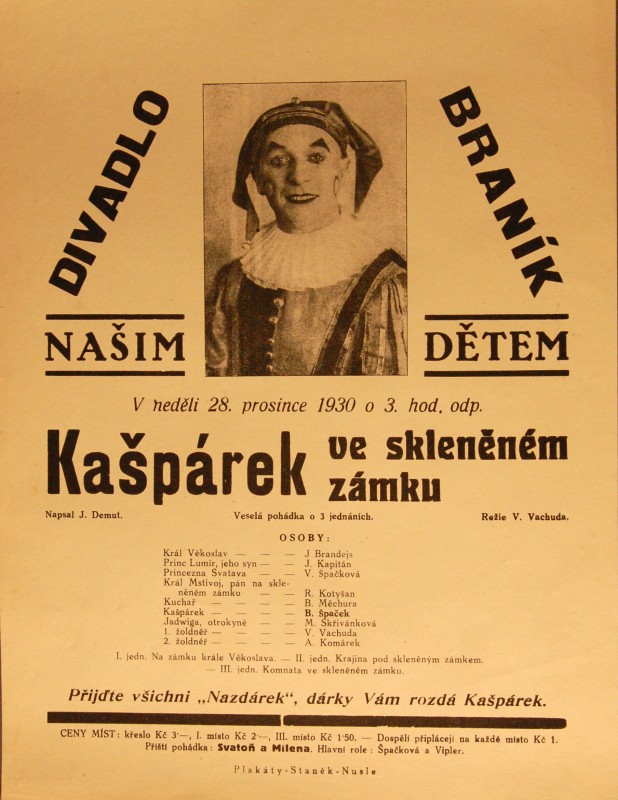 DIVADLO BRANÍK
NAŠIM DĚTEM
V neděli 28. prosince 1930 o 3. hod. odp.
Kašpárek ve skleněném
zámku
Napsal J. Demut. Veselá pohádka o 3 jednáních. Režie V. Vachuda.
OSOBY:
Král Věkoslav — — — J Brandejs
Princ Lumír, jeho syn — — J. Kapitán
Princezna Svatava — — V. Špačková
Král Mstivoj, pán na skle-
něném zámku — — R. Kotyšan
Kuchař — — — — B. Měchura
Kašpárek — — — — B. Špaček
Jadwiga, otrokyně — — M. Skřivánková
1. žoldnéř — — — V. Vachuda
2. žoldnéř — — — A. Komárek
I. jedn. Na zámku krále Věkoslava. — II. jedn. Krajina pod skleněným zámkem.
— III. jedn. Komnata ve skleněném zámku.
Přijďte všichni „Nazdárek“, dárky Vám rozdá Kašpárek.
CENY MÍST: křeslo Kč 3·—, I. místo Kč 2—, III. místo Kč 1·50. — Dospělí připlácejí na každé místo Kč 1.
Příští pohádka: Svatoň a Milena. Hlavní role: Špačková a Vipler.
Plakáty-Staněk-Nusle